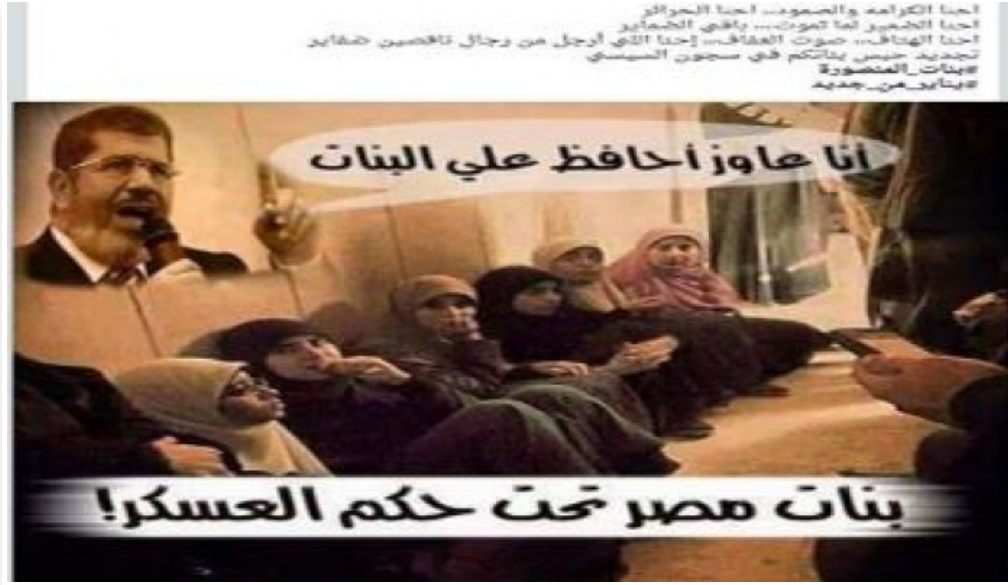 احنا الكرامه والصمود.. احنا الحرائر
احنا الضمير لما تموت... باقي الضماير
احنا الهتاف.. صوت العفاف.. إحنا اللي أرجل من رجال ناقصين ضفاير
تجديد حبس بناتكم في سجون السيسي
#بنات_المنصورة
#يناير_من_جديد
أنا عاوز أحافظ علي البنات
بنات مصر تحت حكم العسكر!